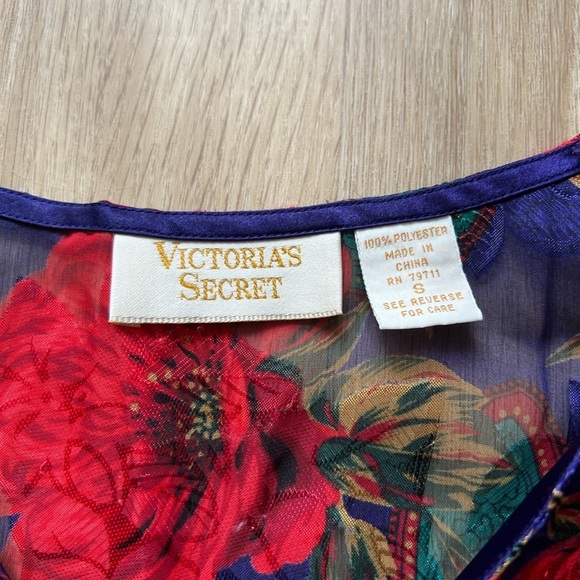 VICTORIA'S
SECRET
100% POLYESTER
MADE IN
CHINA
RN 79711
S
SEE REVERSE
FOR CARE